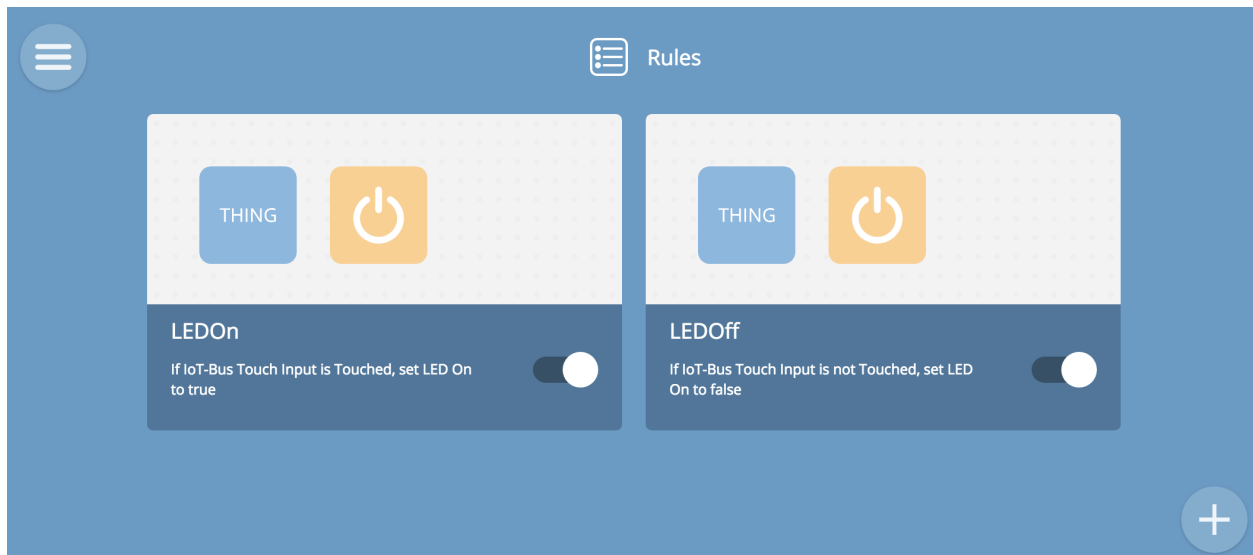 Rules
THING
THING
LEDOn
If IoT-Bus Touch Input is Touched, set LED On
to true
LEDOff
If IoT-Bus Touch Input is not Touched, set LED
On to false